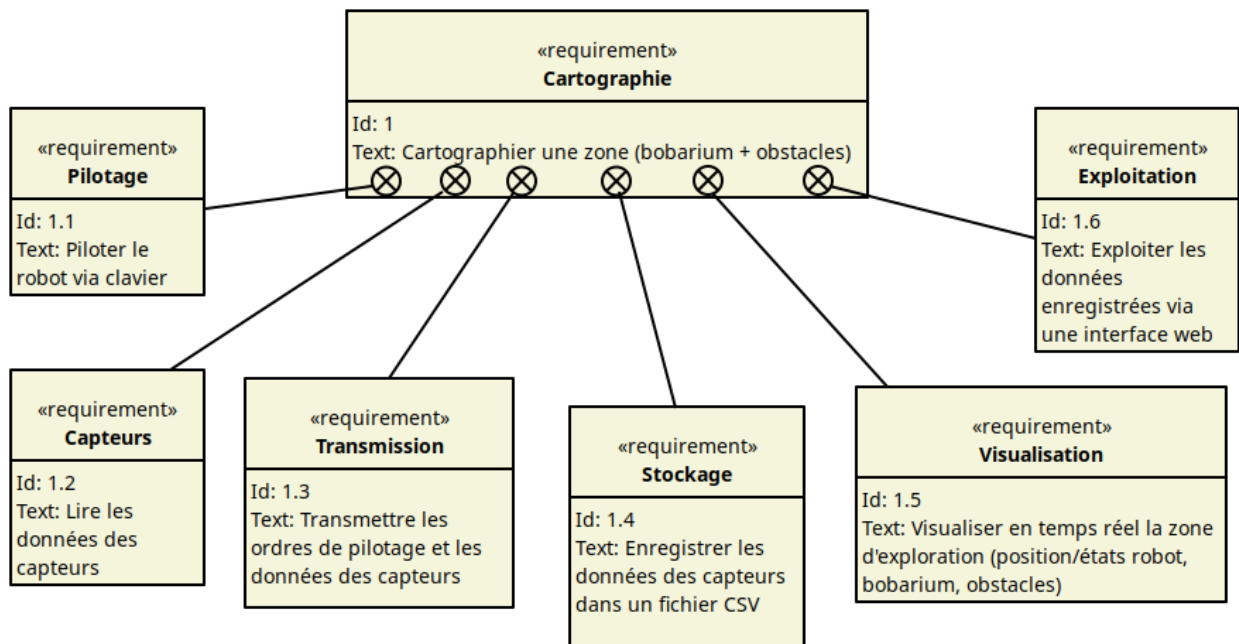 «requirement»
Cartographie
Id: 1
Text: Cartographier une zone (bobarium + obstacles)
«requirement»
Pilotage
Id: 1.1
Text: Piloter le
robot via clavier
«requirement»
Exploitation
Id: 1.6
Text: Exploiter les
données
enregistrées via
une interface web
«requirement»
Capteurs
Id: 1.2
Text: Lire les
données des
capteurs
«requirement»
Transmission
Id: 1.3
Text: Transmettre les
ordres de pilotage et les
données des capteurs
«requirement»
Stockage
Id: 1.4
Text: Enregistrer les
données des capteurs
dans un fichier CSV
«requirement»
Visualisation
Id: 1.5
Text: Visualiser en temps réel la zone
d'exploration (position/états robot,
bobarium, obstacles)